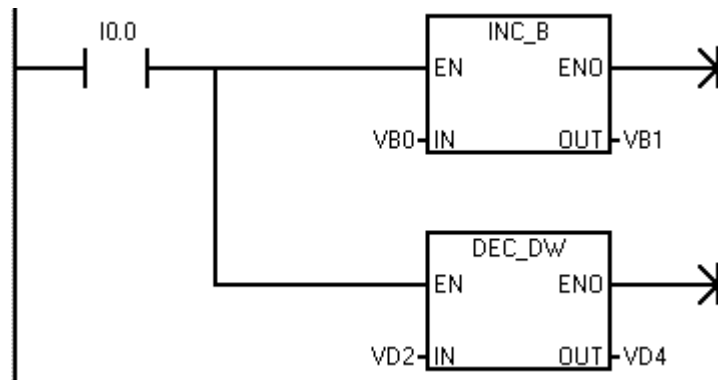 I0.0
INC_B
EN ENO
VB0 IN OUT VB1
DEC_DW
EN ENO
VD2 IN OUT VD4